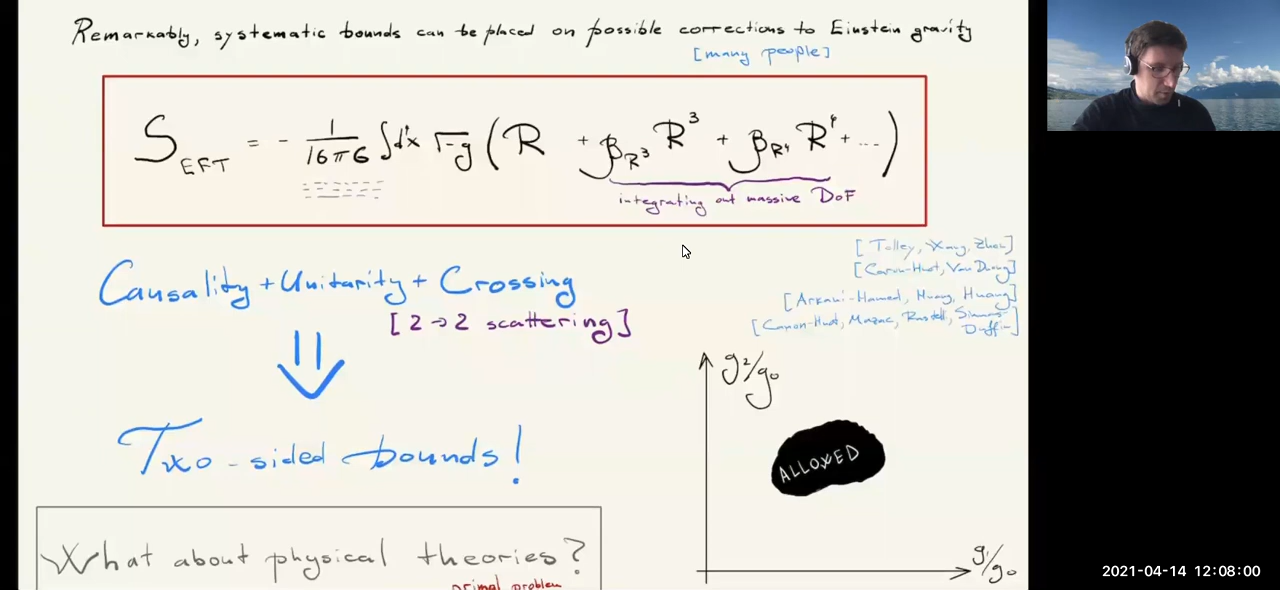 Remarkably, systematic bounds can be placed on possible corrections to Einstein gravity
[many people]
S_EFT = - 1/16πG ∫d⁴x √-g (R + β_R³ R³ + β_R⁴ R⁴ + ...)
integrating out massive DoF
[Tolley, Wang, Zhou]
[Caron-Huot, Van Duong]
[Arkani-Hamed, Huang, Huang]
[Caron-Huot, Mazac, Rastelli, Simmons-
Duffin]
Causality + Unitarity + Crossing
[2 → 2 scattering]
⇓
g²/g₀
Two-sided bounds!
ALLOWED
What about physical theories?
g¹/g₀
primal problem
2021-04-14 12:08:00